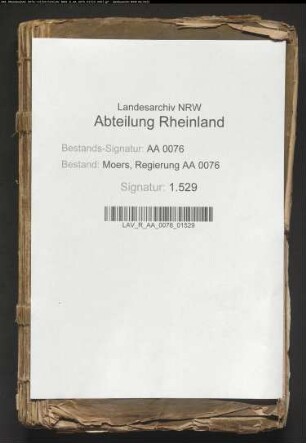 Landesarchiv NRW
Abteilung Rheinland
Bestands-Signatur: AA 0076
Bestand: Moers, Regierung AA 0076
Signatur: 1.529
LAV_R_AA_0076_01529